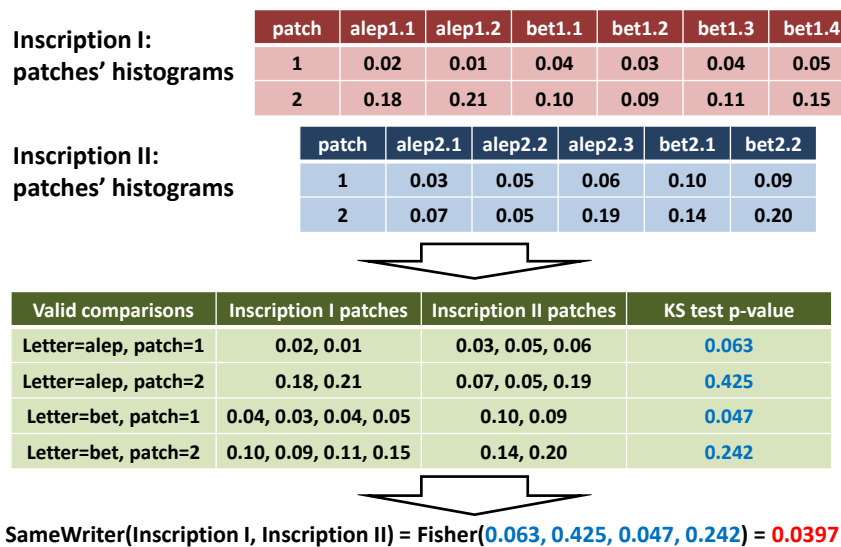 Inscription I:
patches' histograms
patch alep1.1 alep1.2 bet1.1 bet1.2 bet1.3 bet1.4
1 0.02 0.01 0.04 0.03 0.04 0.05
2 0.18 0.21 0.10 0.09 0.11 0.15
Inscription II:
patches' histograms
patch alep2.1 alep2.2 alep2.3 bet2.1 bet2.2
1 0.03 0.05 0.06 0.10 0.09
2 0.07 0.05 0.19 0.14 0.20
Valid comparisons Inscription I patches Inscription II patches KS test p-value
Letter=alep, patch=1 0.02, 0.01 0.03, 0.05, 0.06 0.063
Letter=alep, patch=2 0.18, 0.21 0.07, 0.05, 0.19 0.425
Letter=bet, patch=1 0.04, 0.03, 0.04, 0.05 0.10, 0.09 0.047
Letter=bet, patch=2 0.10, 0.09, 0.11, 0.15 0.14, 0.20 0.242
SameWriter(Inscription I, Inscription II) = Fisher(0.063, 0.425, 0.047, 0.242) = 0.0397